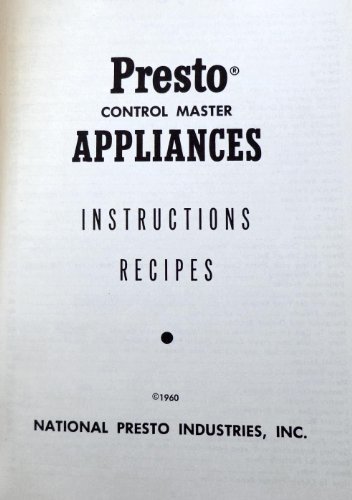 Presto®
CONTROL MASTER
APPLIANCES
INSTRUCTIONS
RECIPES
©1960
NATIONAL PRESTO INDUSTRIES, INC.